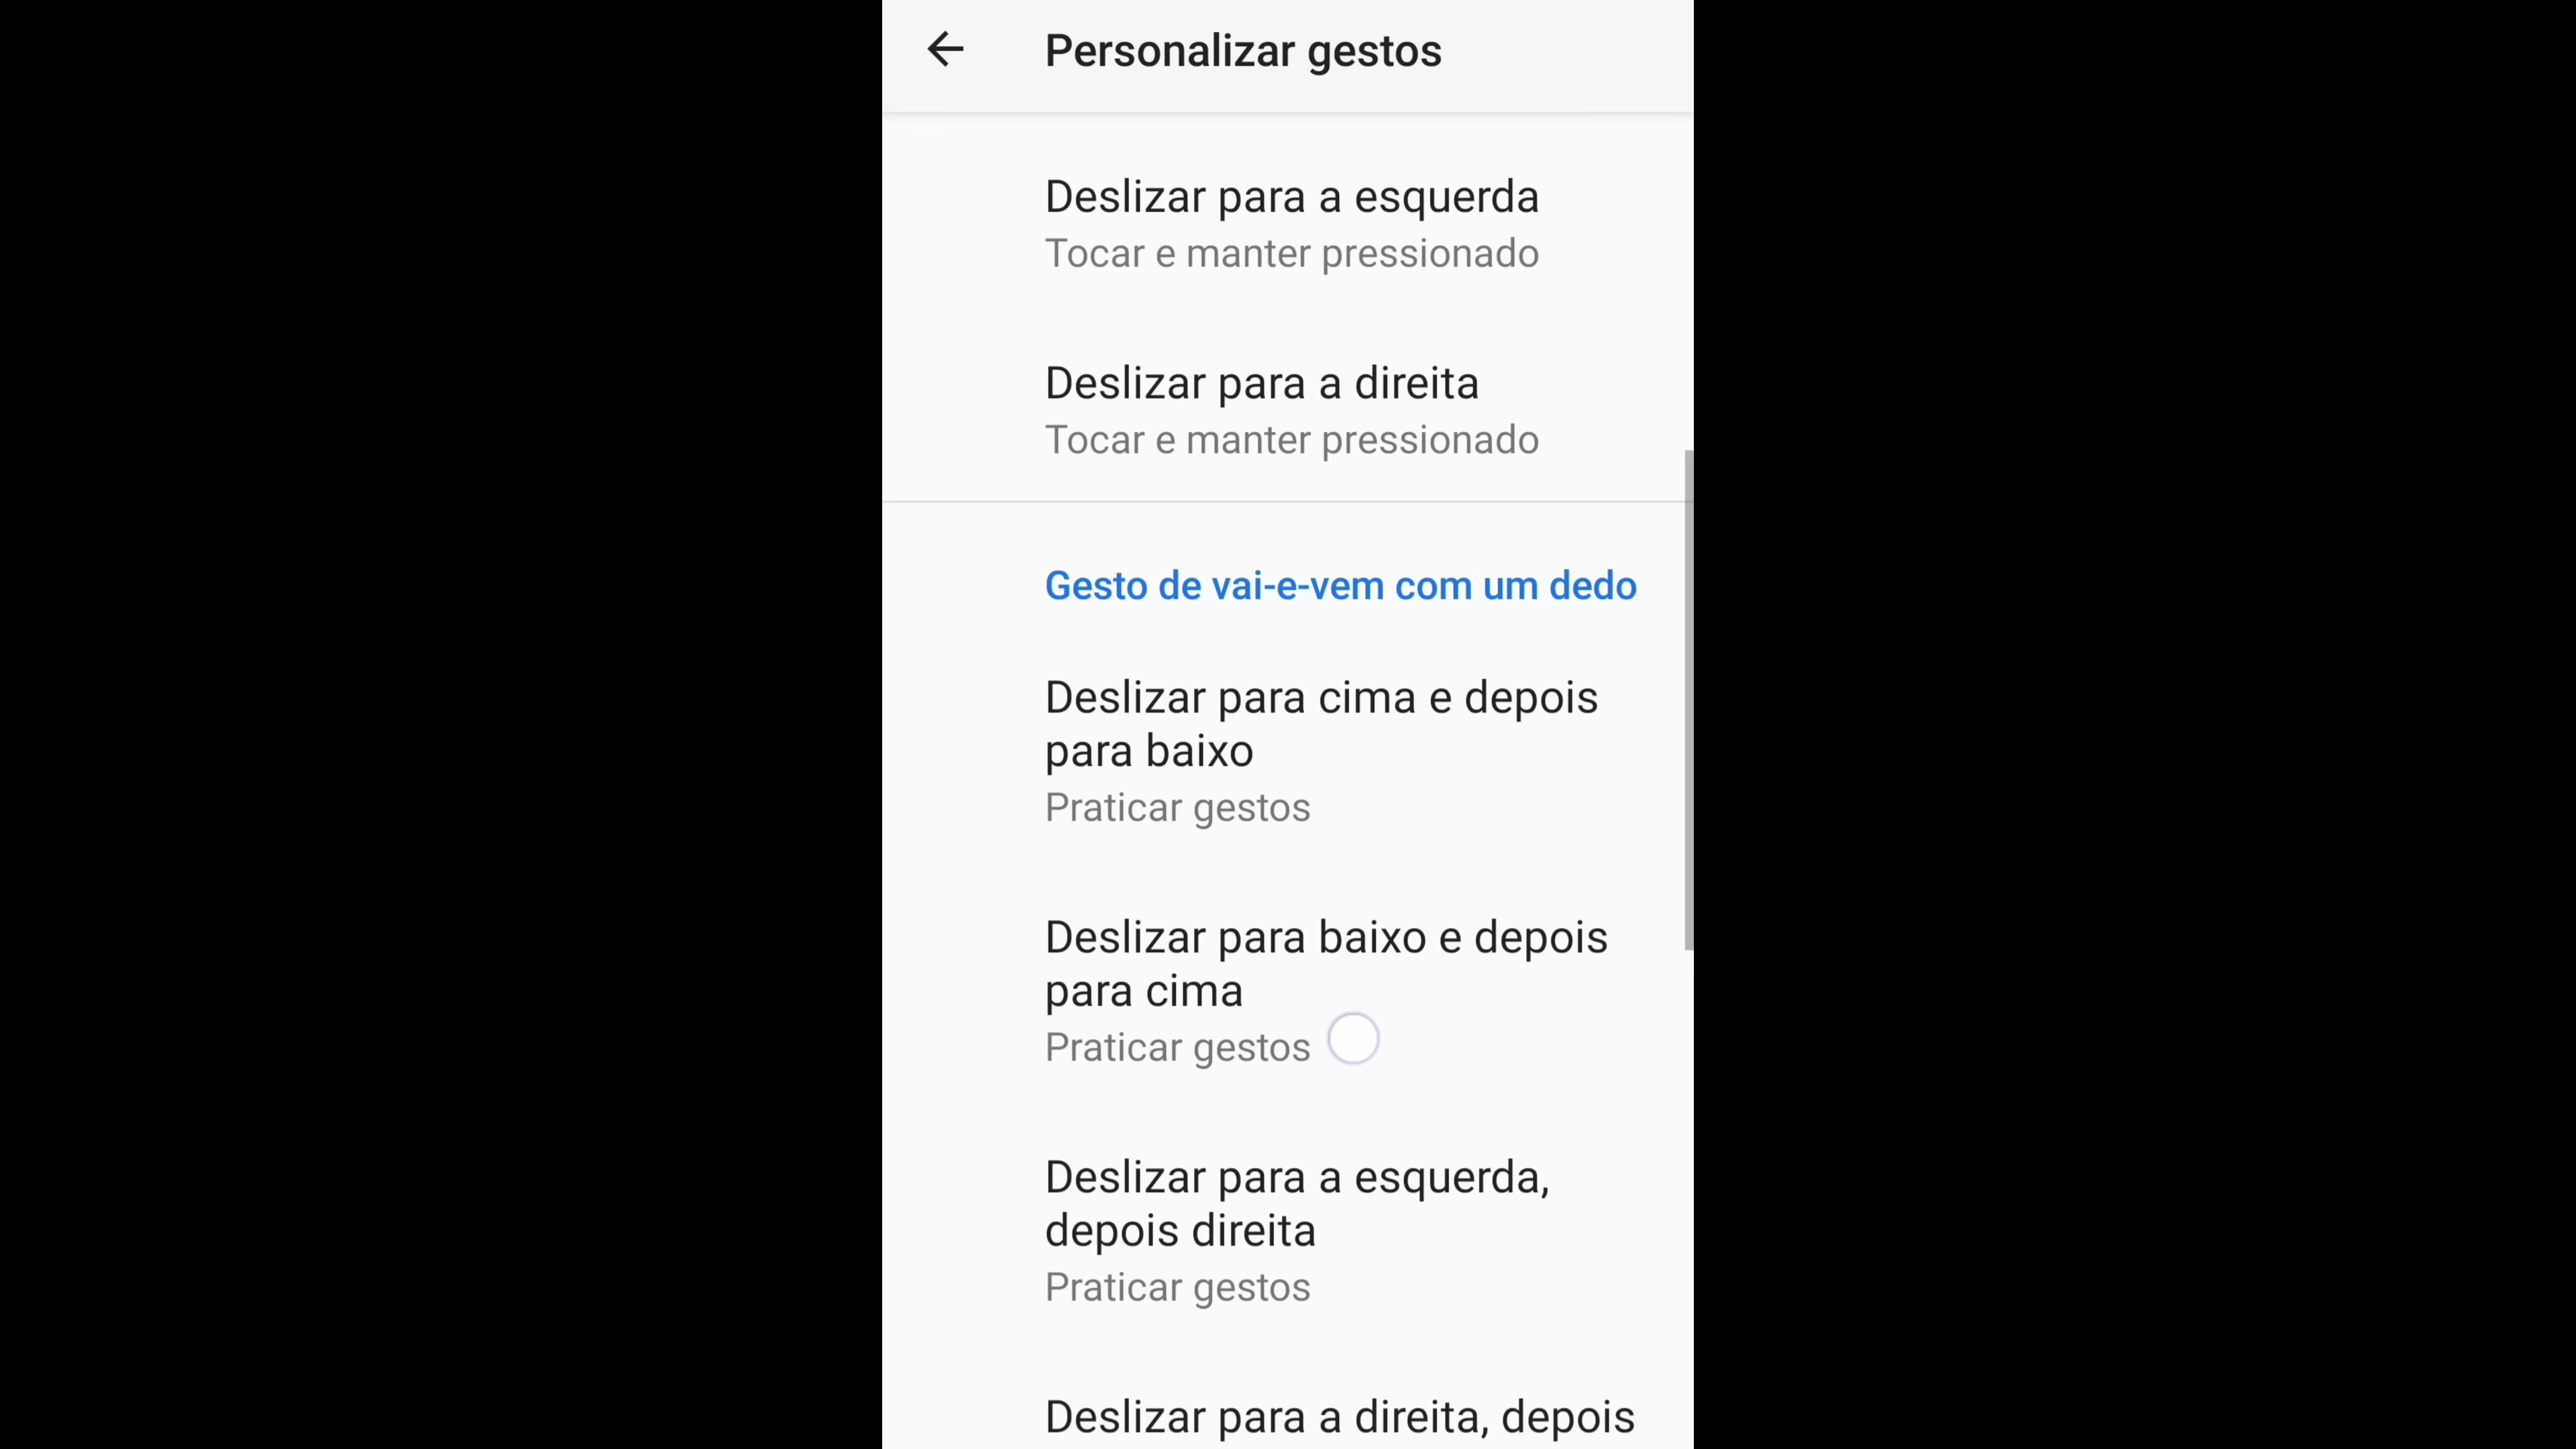 Personalizar gestos
Deslizar para a esquerda
Tocar e manter pressionado
Deslizar para a direita
Tocar e manter pressionado
Gesto de vai-e-vem com um dedo
Deslizar para cima e depois
para baixo
Praticar gestos
Deslizar para baixo e depois
para cima
Praticar gestos
Deslizar para a esquerda,
depois direita
Praticar gestos
Deslizar para a direita, depois